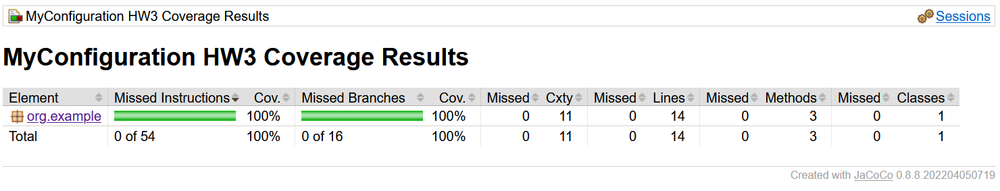 MyConfiguration HW3 Coverage Results Sessions
MyConfiguration HW3 Coverage Results
Element Missed Instructions Cov. Missed Branches Cov. Missed Cxty Missed Lines Missed Methods Missed Classes
org.example 100% 100% 0 11 0 14 0 3 0 1
Total 0 of 54 100% 0 of 16 100% 0 11 0 14 0 3 0 1
Created with JaCoCo 0.8.8.202204050719